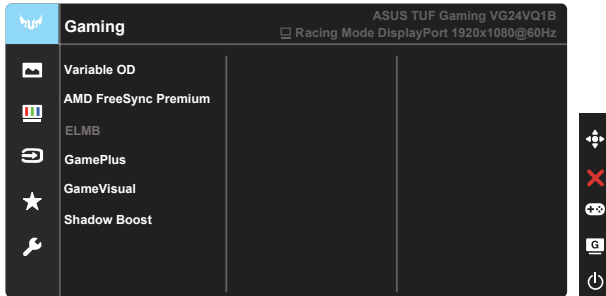 Gaming
ASUS TUF Gaming VG24VQ1B
Racing Mode DisplayPort 1920x1080@60Hz
Variable OD
AMD FreeSync Premium
ELMB
GamePlus
GameVisual
Shadow Boost
G